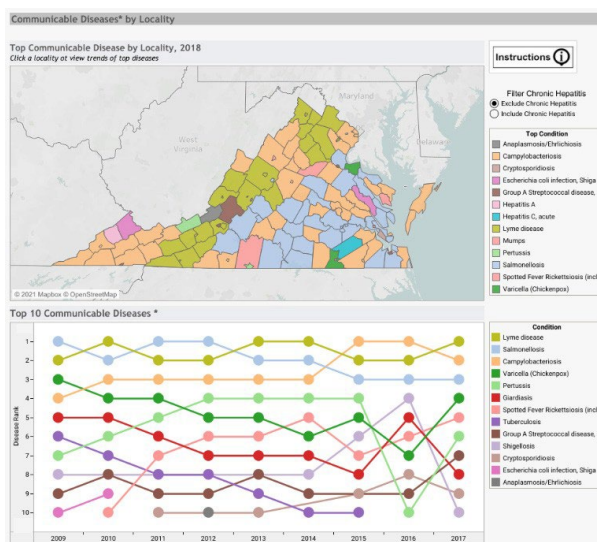 Communicable Diseases* by Locality
Top Communicable Disease by Locality, 2018
Click a locality ot view trends of top diseases
Instructions
Maryland
West
Virginia
Delaware
© 2021 Mapbox © OpenStreetMap
Filter Chronic Hepatitis
Exclude Chronic Hepatitis
Include Chronic Hepatitis
Top Condition
Anaplasmosis/Ehrlichiosis
Campylobacteriosis
Cryptosporidiosis
Escherichia coli infection, Shiga
Group A Streptococcal disease,
Hepatitis A
Hepatitis C, acute
Lyme disease
Mumps
Pertussis
Salmonellosis
Spotted Fever Rickettsiosis (incl
Varicella (Chickenpox)
Top 10 Communicable Diseases *
Disease Rank
1
2
3
4
5
6
7
8
9
10
2009 2010 2011 2012 2013 2014 2015 2016 2017
Condition
Lyme disease
Salmonellosis
Campylobacteriosis
Varicella (Chickenpox)
Pertussis
Giardiasis
Spotted Fever Rickettsiosis (incl
Tuberculosis
Group A Streptococcal disease,
Shigellosis
Cryptosporidiosis
Escherichia coli infection, Shiga
Anaplasmosis/Ehrlichiosis